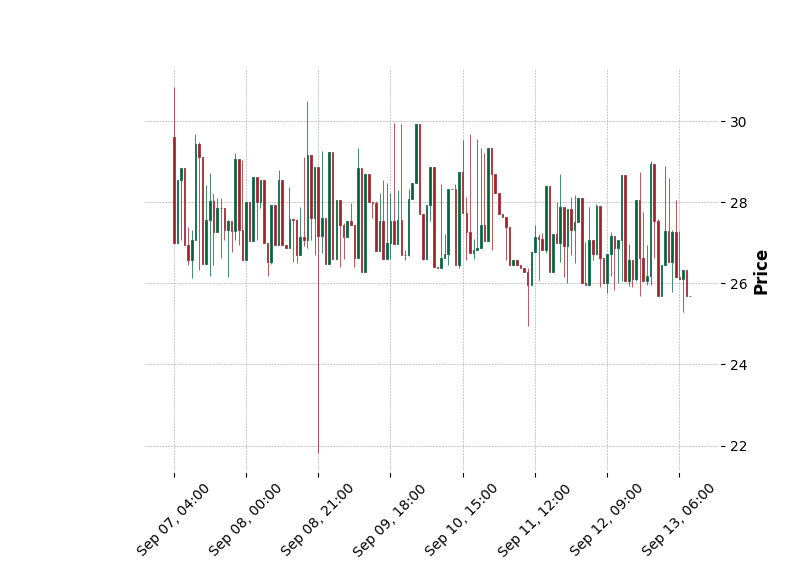 30
28
26
24
22
Price
Sep 07, 04:00
Sep 08, 00:00
Sep 08, 21:00
Sep 09, 18:00
Sep 10, 15:00
Sep 11, 12:00
Sep 12, 09:00
Sep 13, 06:00